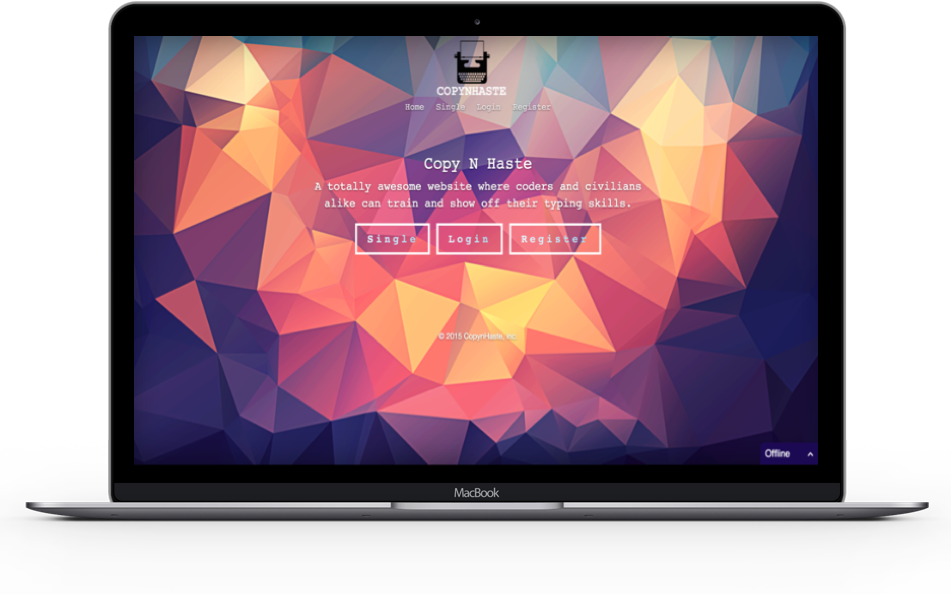 COPYNHASTE
Home Single Login Register
Copy N Haste
A totally awesome website where coders and civilians
alike can train and show off their typing skills.
Single Login Register
© 2015 CopynHaste, Inc.
Offline
MacBook